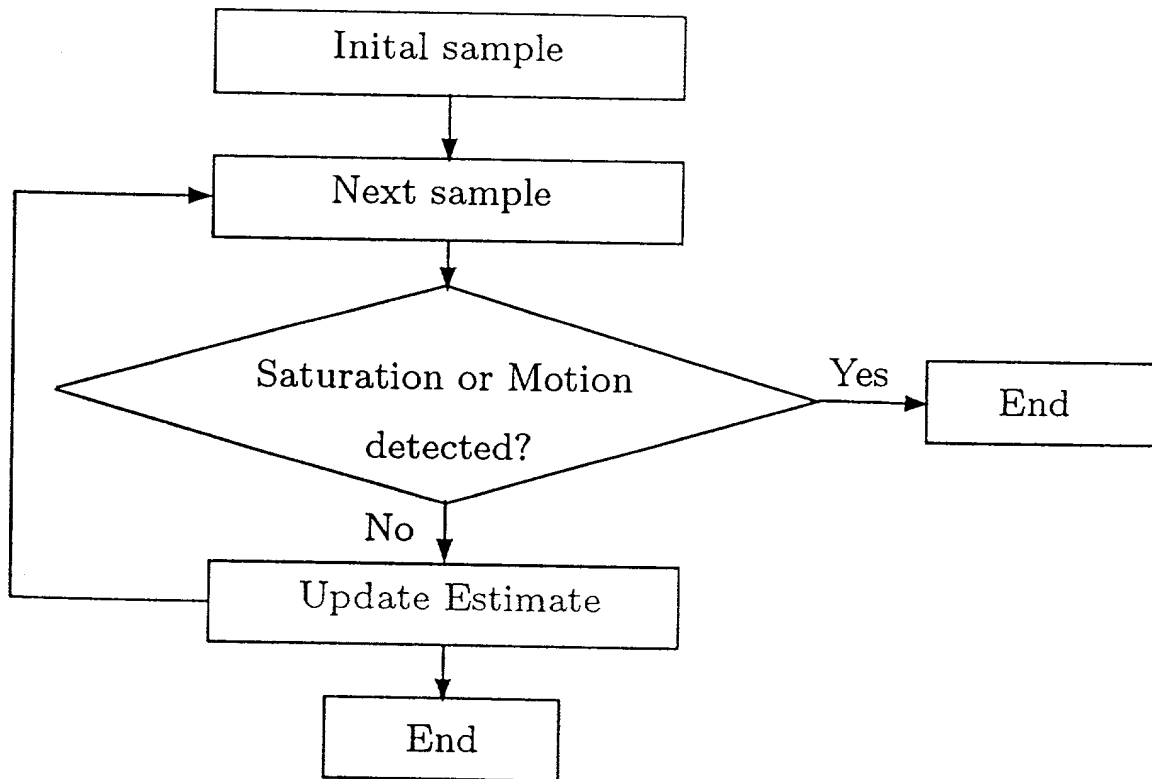 Inital sample
Next sample
Saturation or Motion
detected?
Yes
End
No
Update Estimate
End